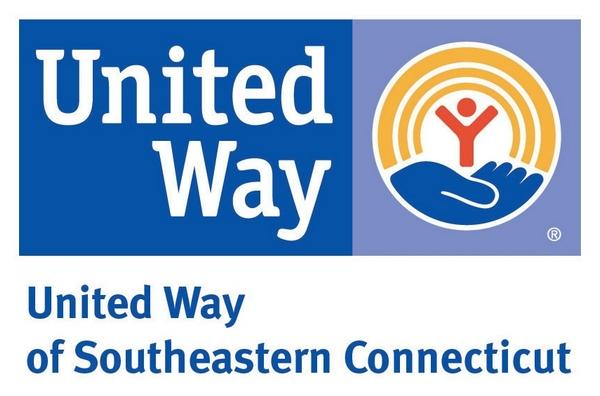 United
Way
®
United Way
of Southeastern Connecticut